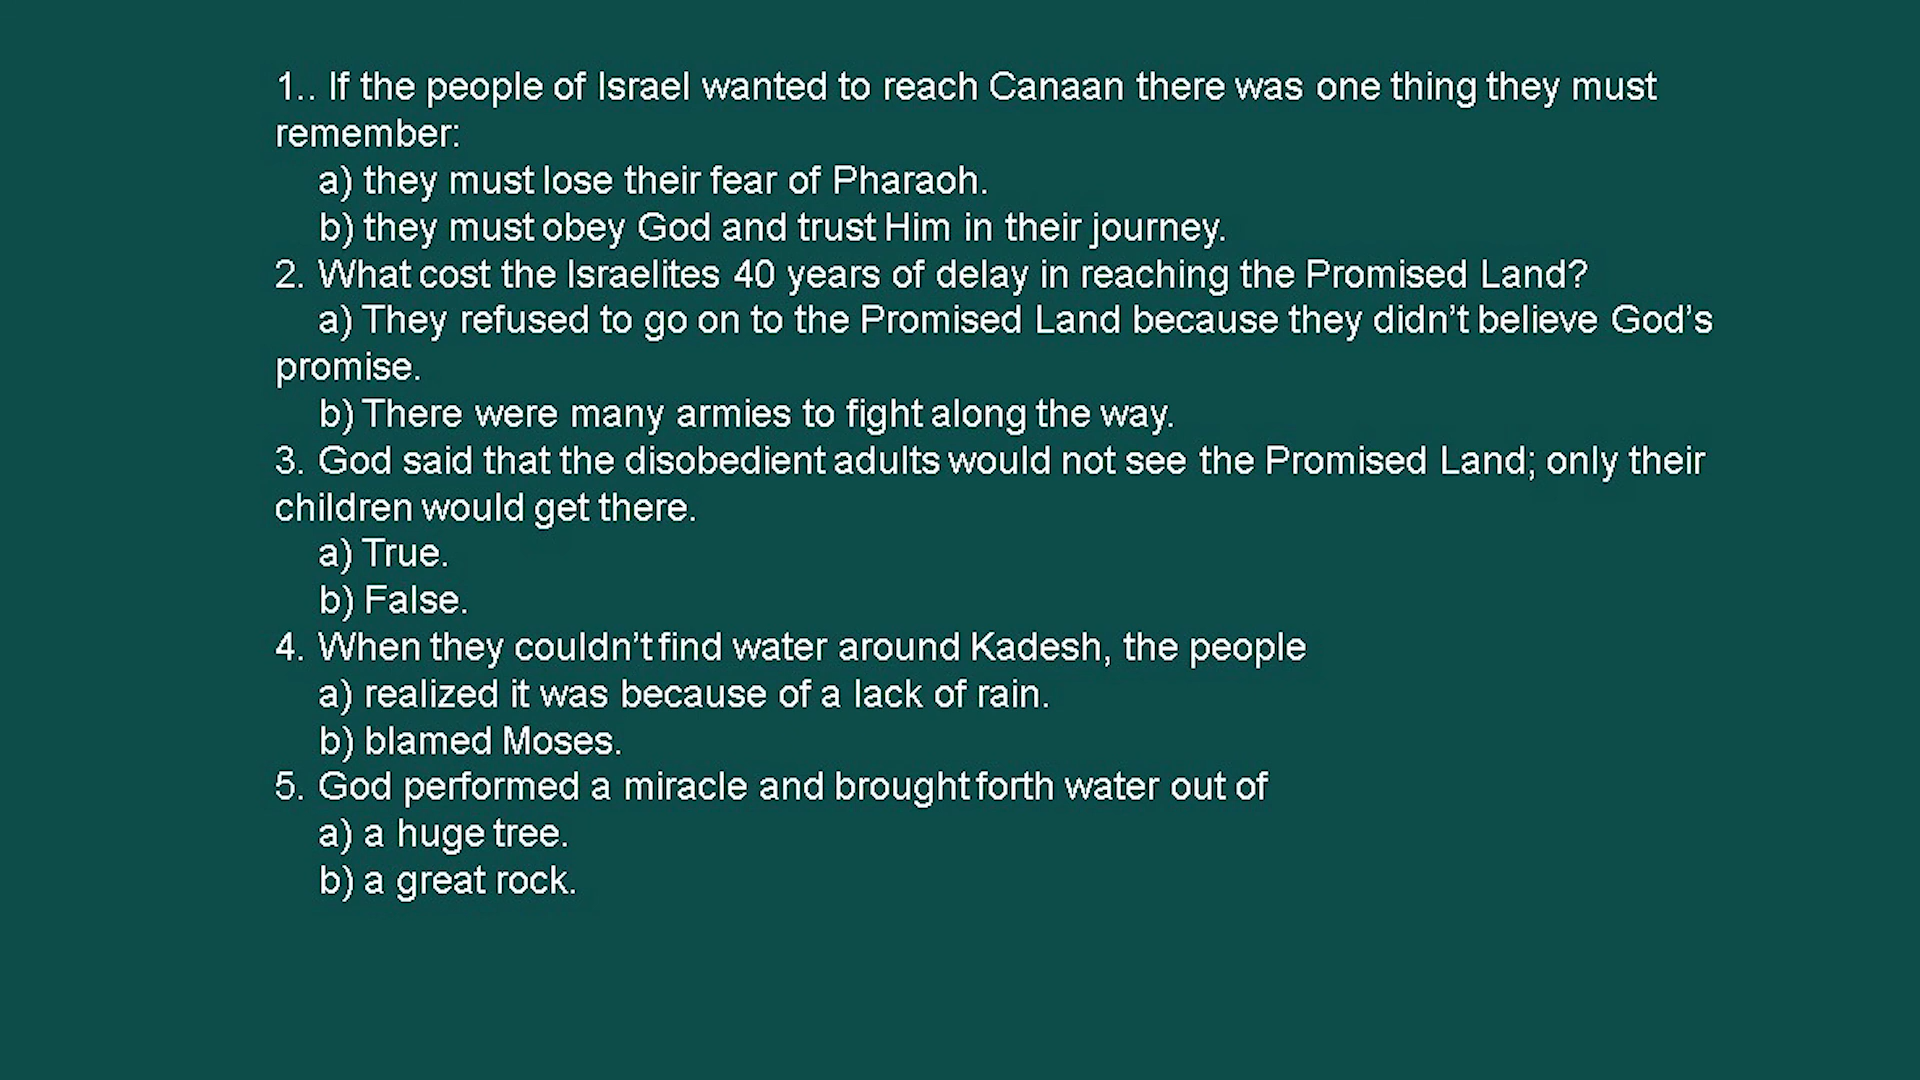 1.. If the people of Israel wanted to reach Canaan there was one thing they must
remember:
a) they must lose their fear of Pharaoh.
b) they must obey God and trust Him in their journey.
2. What cost the Israelites 40 years of delay in reaching the Promised Land?
a) They refused to go on to the Promised Land because they didn’t believe God’s
promise.
b) There were many armies to fight along the way.
3. God said that the disobedient adults would not see the Promised Land; only their
children would get there.
a) True.
b) False.
4. When they couldn’t find water around Kadesh, the people
a) realized it was because of a lack of rain.
b) blamed Moses.
5. God performed a miracle and brought forth water out of
a) a huge tree.
b) a great rock.